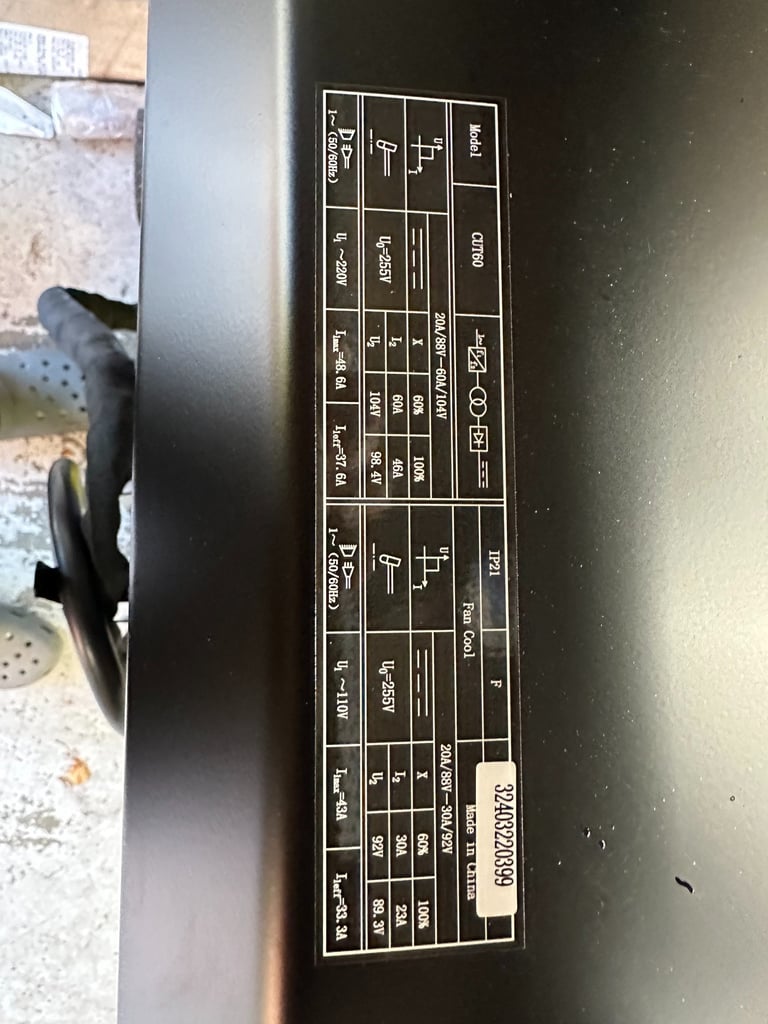 Model CUT60 IP21 F 32403220399
Fan Cool Made in China
20A/88V—60A/104V
X 60% 100%
U₀=255V I₂ 60A 46A
U₂ 104V 98.4V
1~(50/60Hz) U₁ ~220V I₁max=48.6A I₁eff=37.6A
20A/88V—30A/92V
X 60% 100%
U₀=255V I₂ 30A 23A
U₂ 92V 89.3V
1~(50/60Hz) U₁ ~110V I₁max=43A I₁eff=33.3A